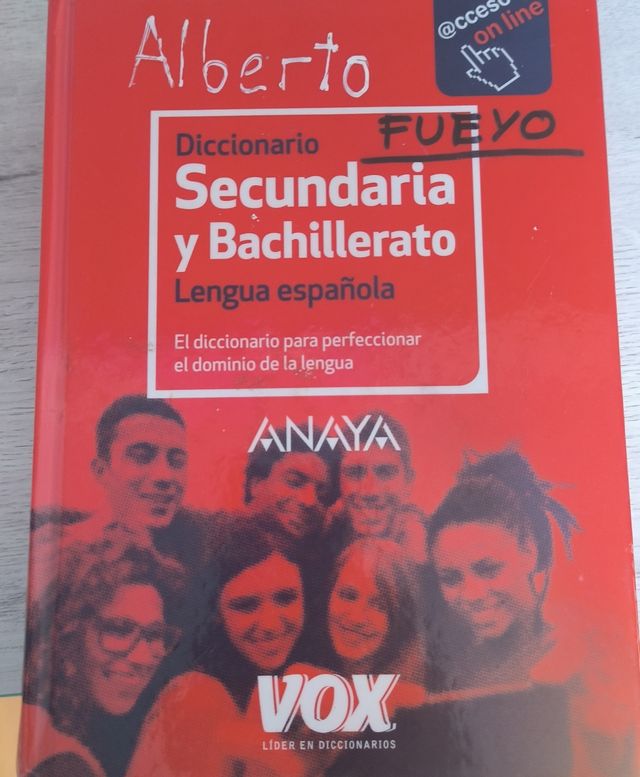 @cceso
on line
Alberto
FUEYO
Diccionario
Secundaria
y Bachillerato
Lengua española
El diccionario para perfeccionar
el dominio de la lengua
ANAYA
VOX
LÍDER EN DICCIONARIOS